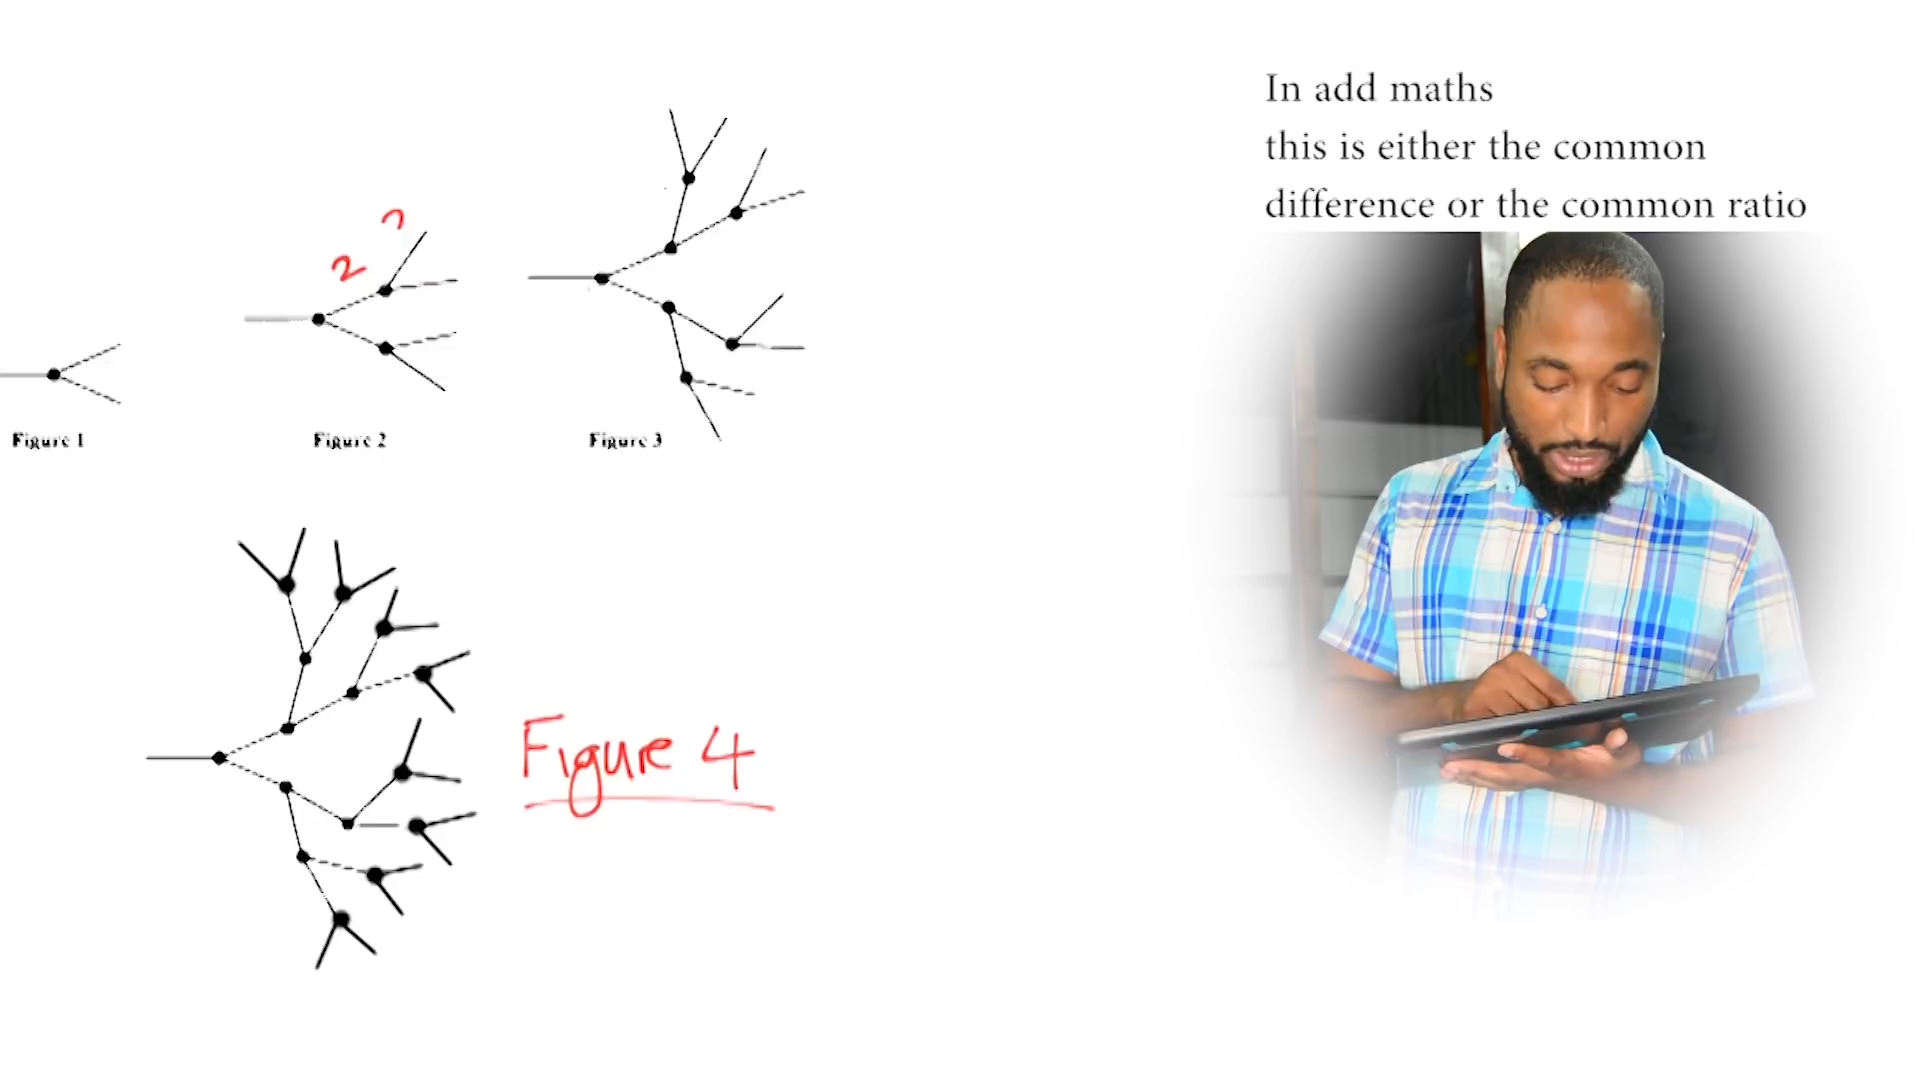 In add maths
this is either the common
difference or the common ratio
2
Figure 1
Figure 2
Figure 3
Figure 4